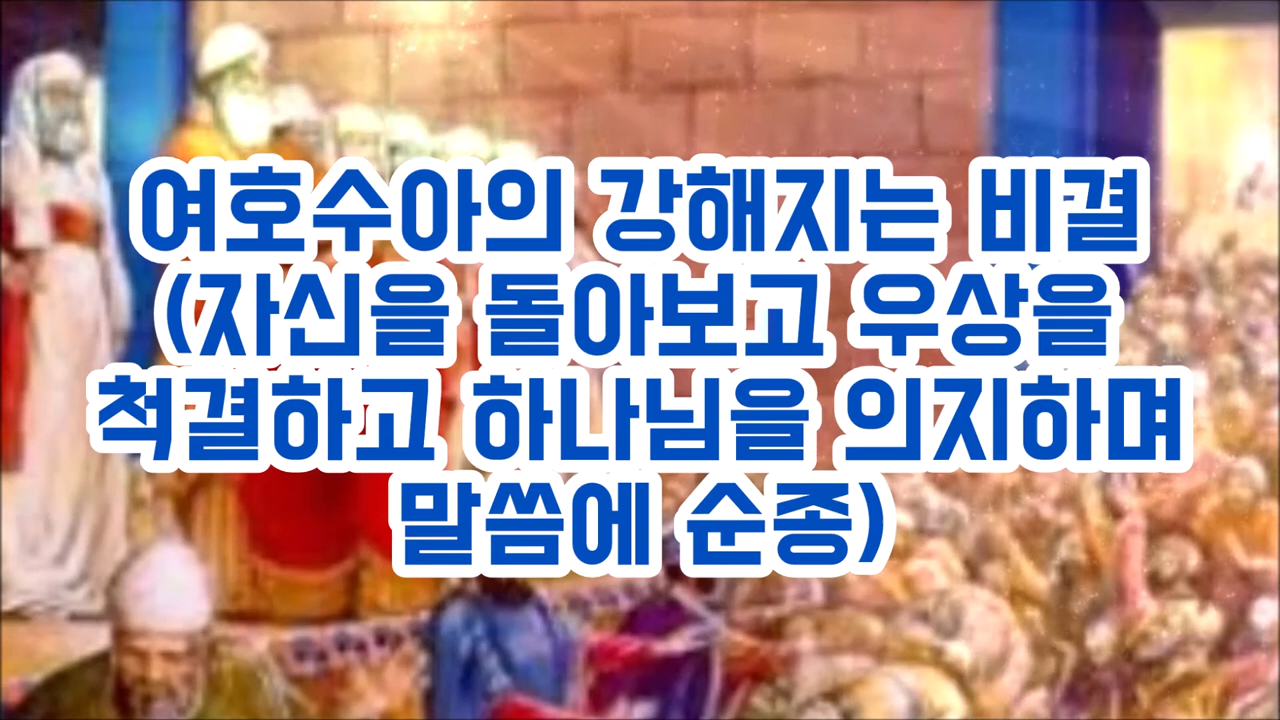 여호수아의 강해지는 비결
(자신을 돌아보고 우상을
척결하고 하나님을 의지하며
말씀에 순종)